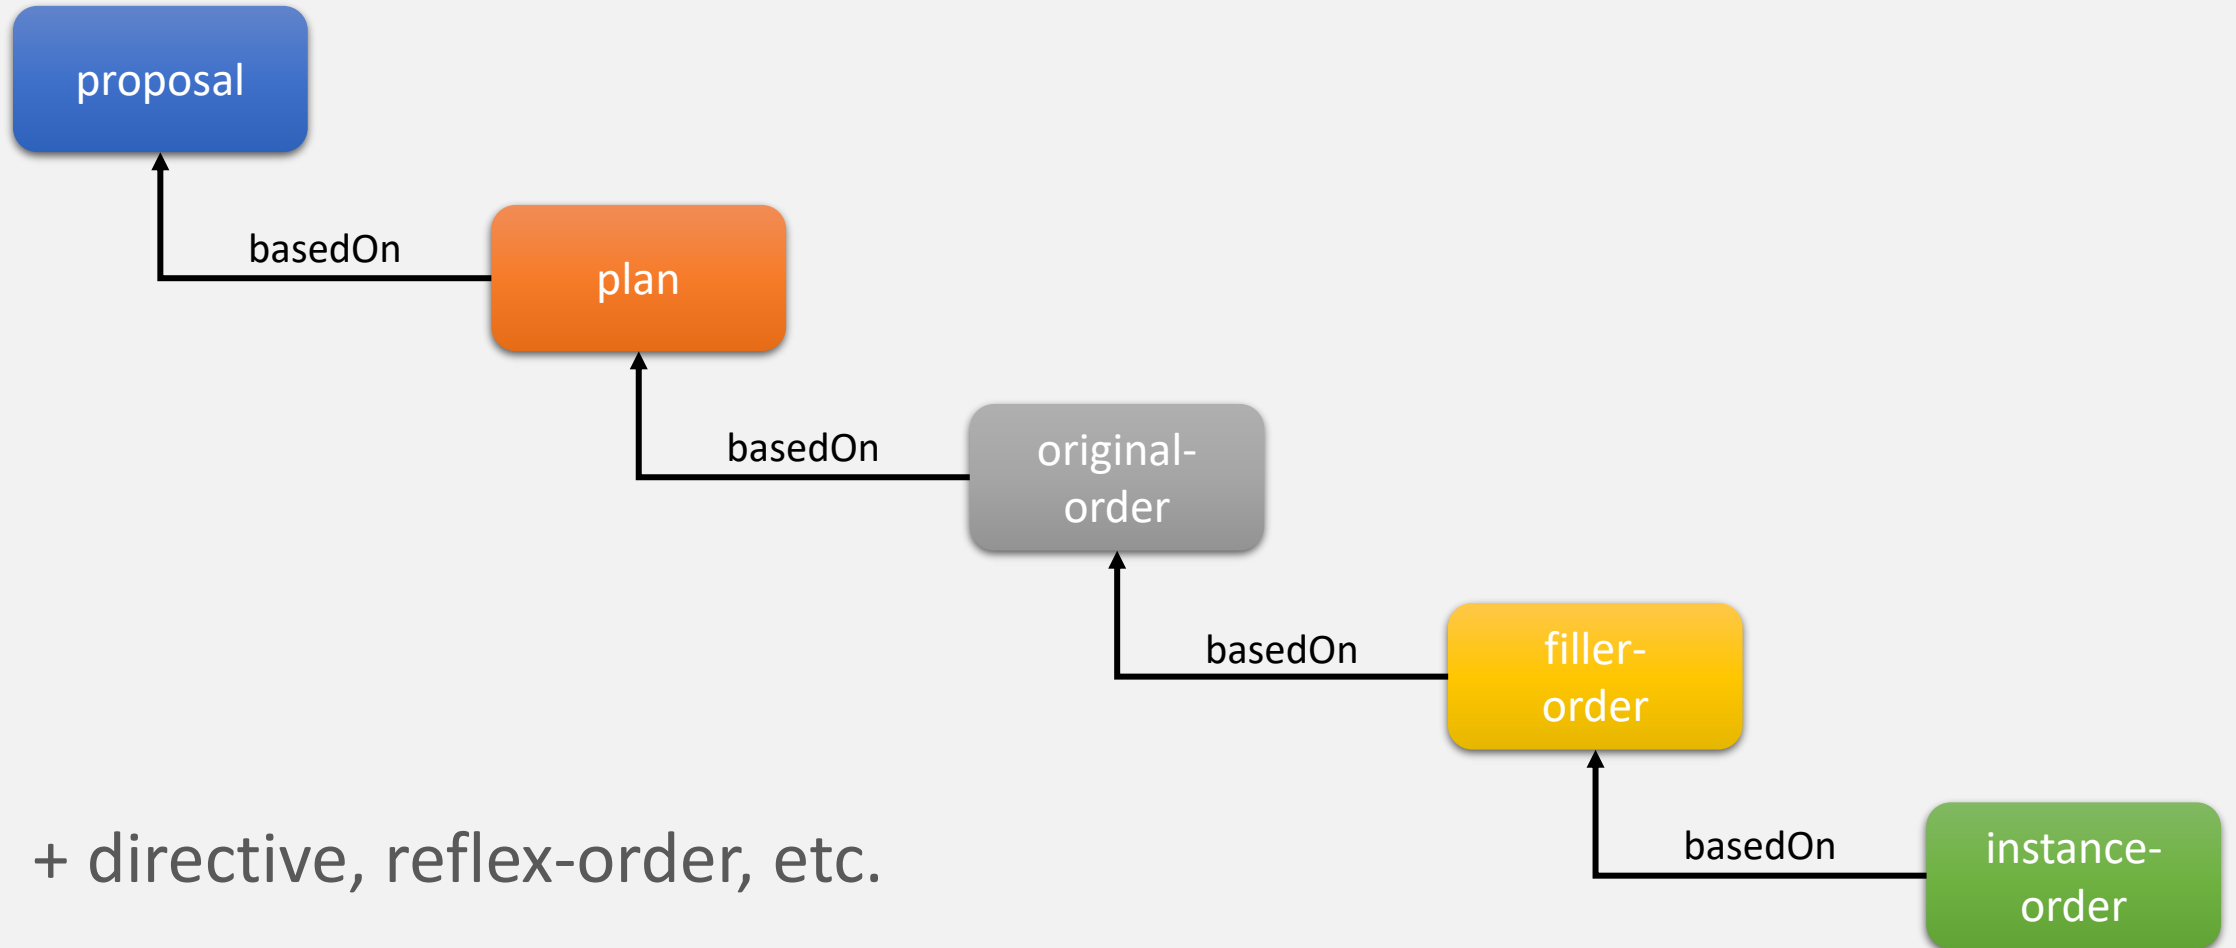 proposal
basedOn
plan
basedOn
original-
order
basedOn
filler-
order
basedOn
instance-
order
+ directive, reflex-order, etc.